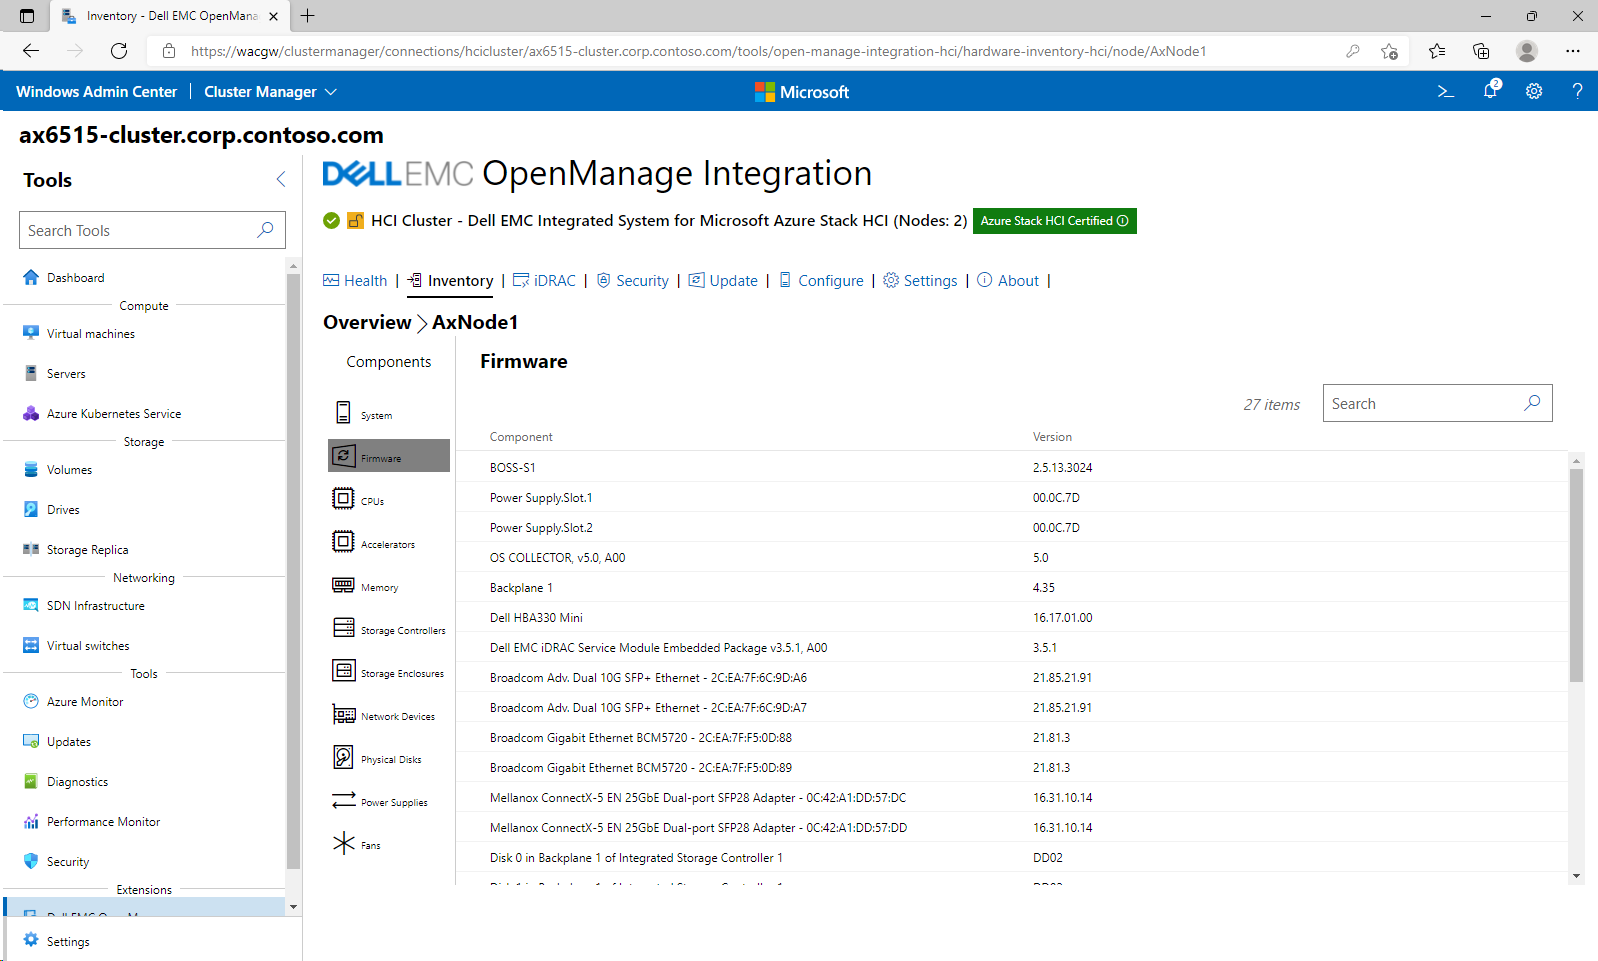 Inventory - Dell EMC OpenMana
https://wacgw/clustermanager/connections/hcicluster/ax6515-cluster.corp.contoso.com/tools/open-manage-integration-hci/hardware-inventory-hci/node/AxNode1
Windows Admin Center | Cluster Manager
Microsoft
2
ax6515-cluster.corp.contoso.com
Tools
Search Tools
Dashboard
Compute
Virtual machines
Servers
Azure Kubernetes Service
Storage
Volumes
Drives
Storage Replica
Networking
SDN Infrastructure
Virtual switches
Tools
Azure Monitor
Updates
Diagnostics
Performance Monitor
Security
Extensions
Settings
DELLEMC OpenManage Integration
HCI Cluster - Dell EMC Integrated System for Microsoft Azure Stack HCI (Nodes: 2) Azure Stack HCI Certified
Health | Inventory | iDRAC | Security | Update | Configure | Settings | About |
Overview > AxNode1
Components
System
Firmware
CPUs
Accelerators
Memory
Storage Controllers
Storage Enclosures
Network Devices
Physical Disks
Power Supplies
Fans
Firmware
27 items Search
Component Version
BOSS-S1 2.5.13.3024
Power Supply.Slot.1 00.0C.7D
Power Supply.Slot.2 00.0C.7D
OS COLLECTOR, v5.0, A00 5.0
Backplane 1 4.35
Dell HBA330 Mini 16.17.01.00
Dell EMC iDRAC Service Module Embedded Package v3.5.1, A00 3.5.1
Broadcom Adv. Dual 10G SFP+ Ethernet - 2C:EA:7F:6C:9D:A6 21.85.21.91
Broadcom Adv. Dual 10G SFP+ Ethernet - 2C:EA:7F:6C:9D:A7 21.85.21.91
Broadcom Gigabit Ethernet BCM5720 - 2C:EA:7F:F5:0D:88 21.81.3
Broadcom Gigabit Ethernet BCM5720 - 2C:EA:7F:F5:0D:89 21.81.3
Mellanox ConnectX-5 EN 25GbE Dual-port SFP28 Adapter - 0C:42:A1:DD:57:DC 16.31.10.14
Mellanox ConnectX-5 EN 25GbE Dual-port SFP28 Adapter - 0C:42:A1:DD:57:DD 16.31.10.14
Disk 0 in Backplane 1 of Integrated Storage Controller 1 DD02